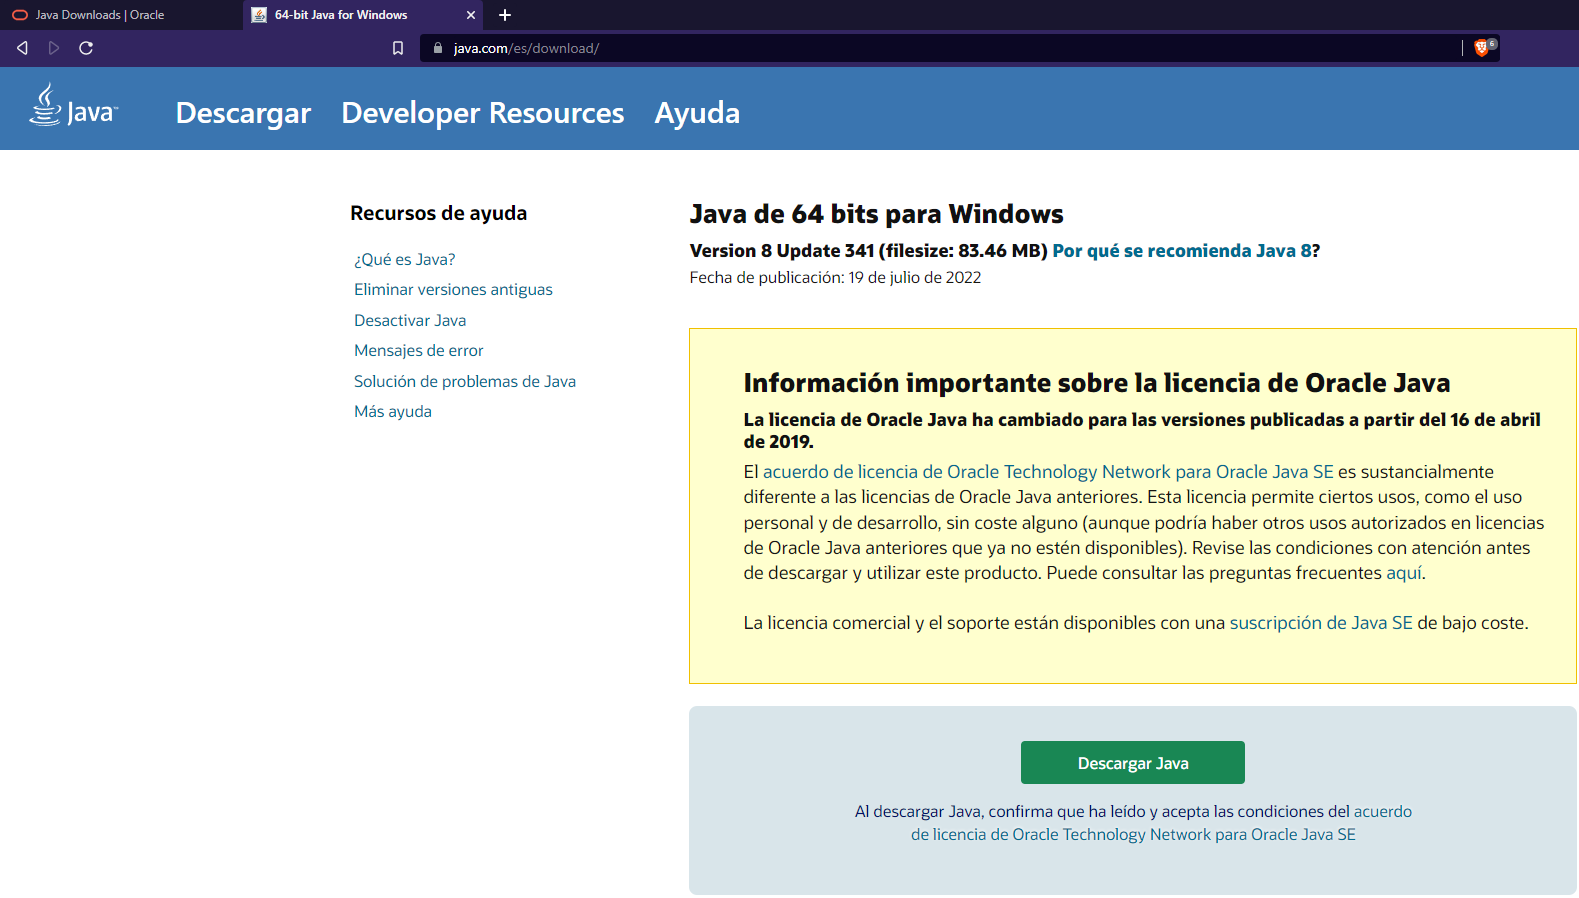 Java Downloads | Oracle
64-bit Java for Windows
java.com/es/download/
6
Java™
Descargar
Developer Resources
Ayuda
Recursos de ayuda
¿Qué es Java?
Eliminar versiones antiguas
Desactivar Java
Mensajes de error
Solución de problemas de Java
Más ayuda
Java de 64 bits para Windows
Version 8 Update 341 (filesize: 83.46 MB) Por qué se recomienda Java 8?
Fecha de publicación: 19 de julio de 2022
Información importante sobre la licencia de Oracle Java
La licencia de Oracle Java ha cambiado para las versiones publicadas a partir del 16 de abril
de 2019.
El acuerdo de licencia de Oracle Technology Network para Oracle Java SE es sustancialmente
diferente a las licencias de Oracle Java anteriores. Esta licencia permite ciertos usos, como el uso
personal y de desarrollo, sin coste alguno (aunque podría haber otros usos autorizados en licencias
de Oracle Java anteriores que ya no estén disponibles). Revise las condiciones con atención antes
de descargar y utilizar este producto. Puede consultar las preguntas frecuentes aquí.
La licencia comercial y el soporte están disponibles con una suscripción de Java SE de bajo coste.
Descargar Java
Al descargar Java, confirma que ha leído y acepta las condiciones del acuerdo
de licencia de Oracle Technology Network para Oracle Java SE